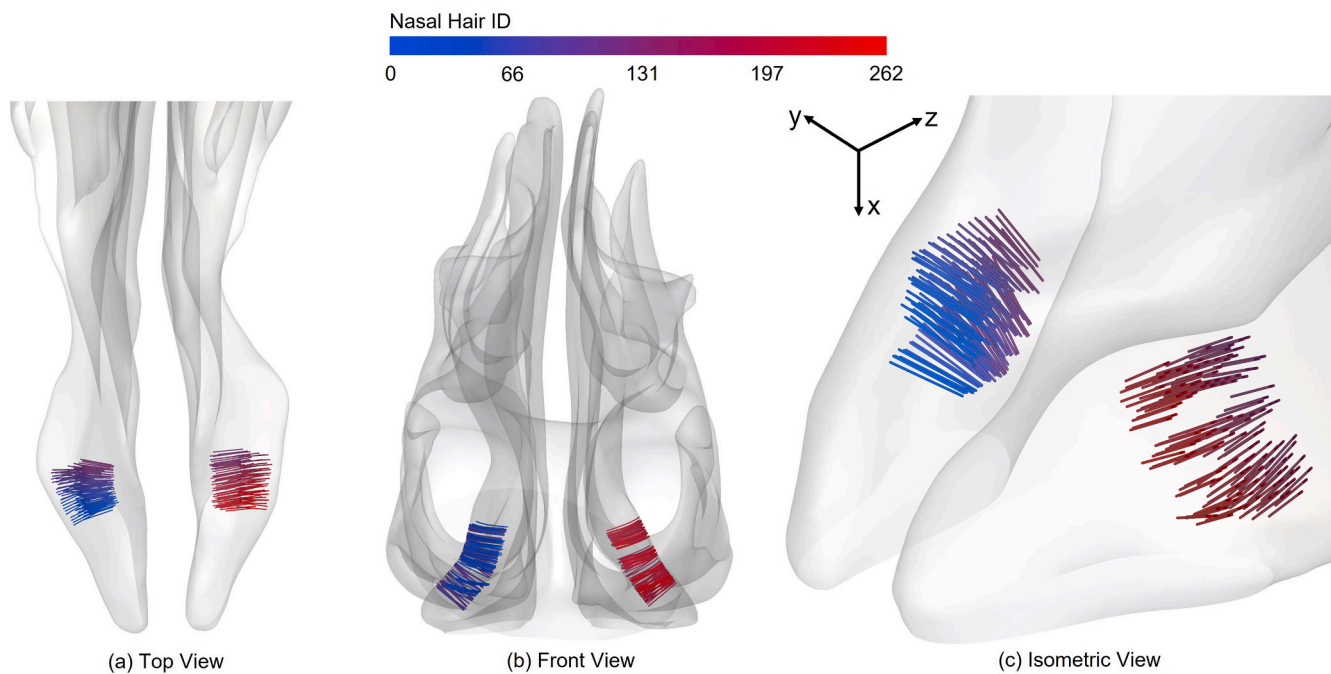 Nasal Hair ID
0 66 131 197 262
y z
x
(a) Top View
(b) Front View
(c) Isometric View